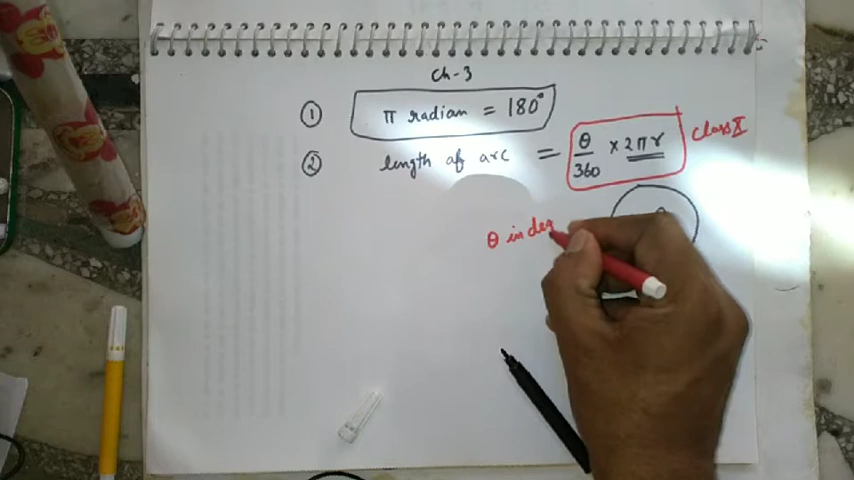 Ch-3
① π radian = 180°
② length of arc = θ/360 × 2πr class X
θ in deg